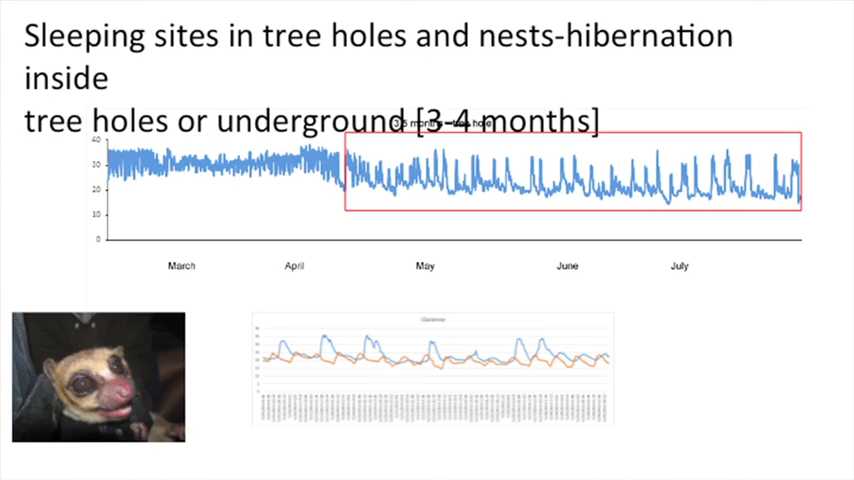 Sleeping sites in tree holes and nests-hibernation
inside
tree holes or underground [3-4 months]
40
30
20
10
0
March April May June July